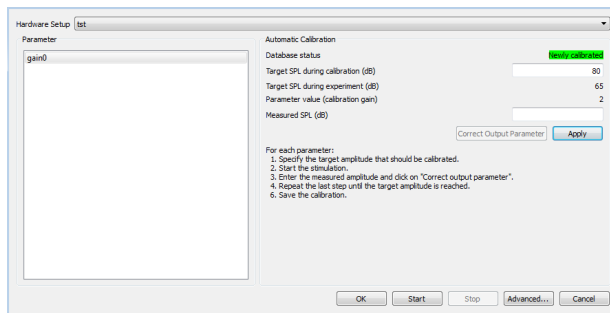 Hardware Setup tst
Parameter
gain0
Automatic Calibration
Database status Newly calibrated
Target SPL during calibration (dB) 80
Target SPL during experiment (dB) 65
Parameter value (calibration gain) 2
Measured SPL (dB)
Correct Output Parameter Apply
For each parameter:
1. Specify the target amplitude that should be calibrated.
2. Start the stimulation.
3. Enter the measured amplitude and click on "Correct output parameter".
4. Repeat the last step until the target amplitude is reached.
6. Save the calibration.
OK Start Stop Advanced... Cancel